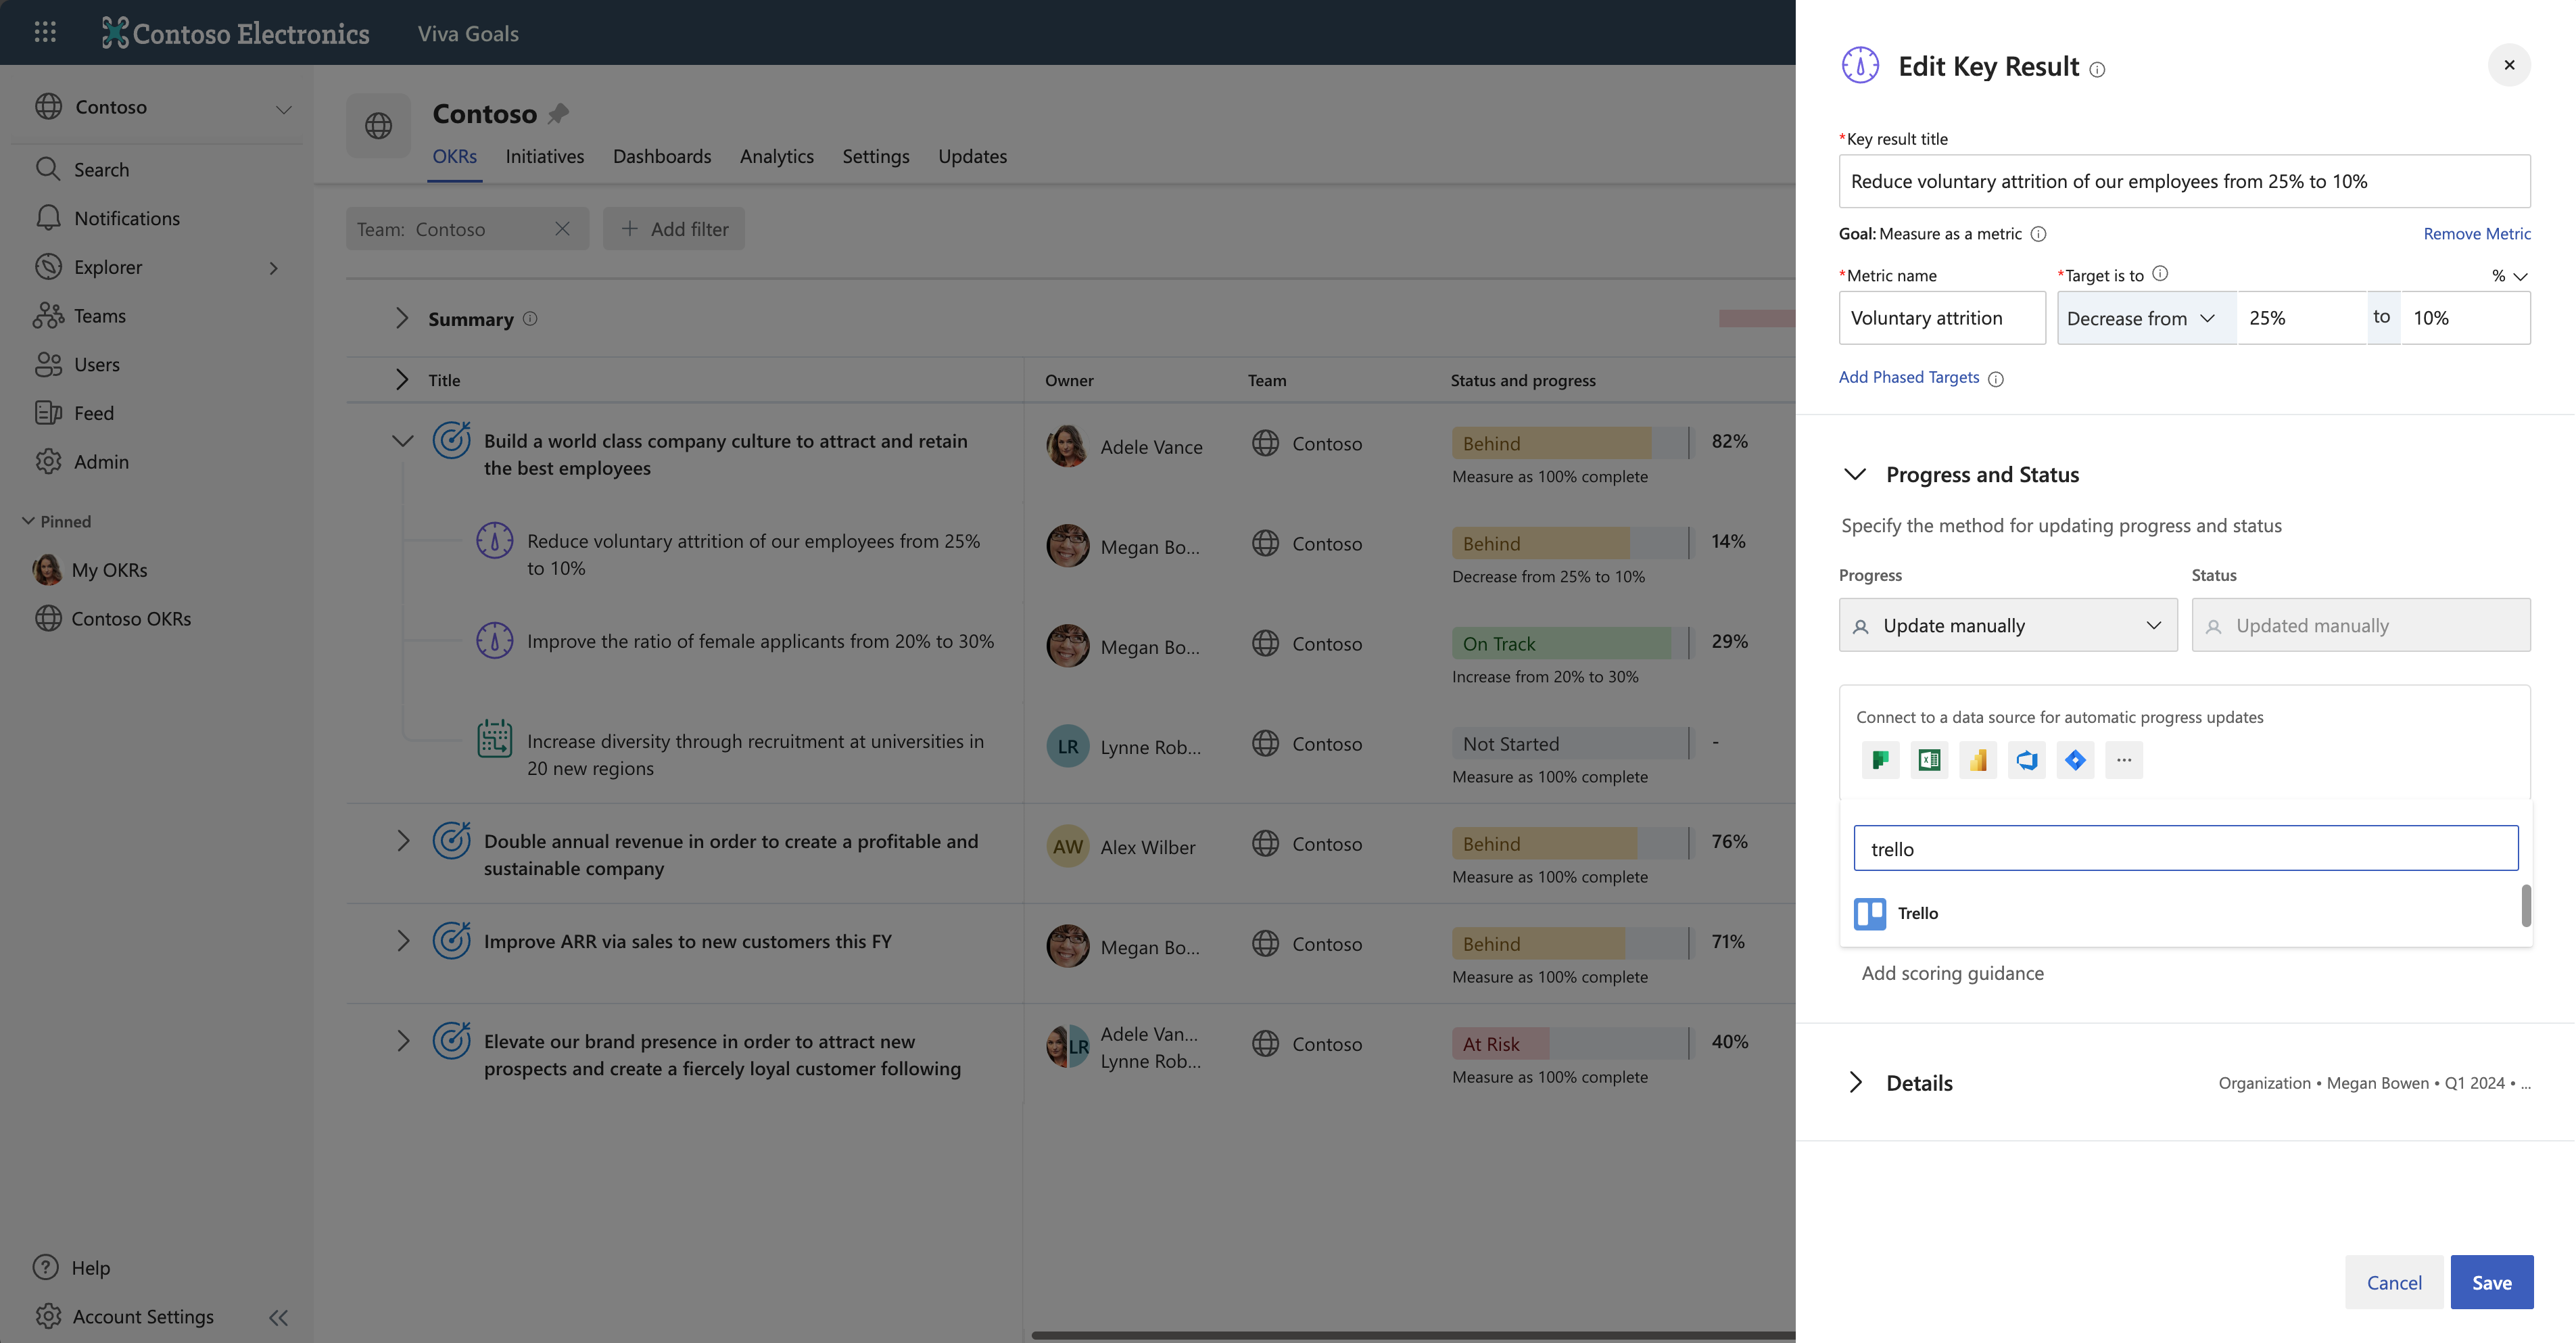 Contoso Electronics
Viva Goals
Contoso
Search
Notifications
Explorer
Teams
Users
Feed
Admin
Pinned
My OKRs
Contoso OKRs
Help
Account Settings
Contoso
OKRs Initiatives Dashboards Analytics Settings Updates
Team: Contoso
Add filter
Summary
Title Owner Team Status and progress
Build a world class company culture to attract and retain
the best employees
Adele Vance
Contoso
Behind
82%
Measure as 100% complete
Reduce voluntary attrition of our employees from 25%
to 10%
Megan Bo...
Contoso
Behind
14%
Decrease from 25% to 10%
Improve the ratio of female applicants from 20% to 30%
Megan Bo...
Contoso
On Track
29%
Increase from 20% to 30%
Increase diversity through recruitment at universities in
20 new regions
LR
Lynne Rob...
Contoso
Not Started
-
Measure as 100% complete
Double annual revenue in order to create a profitable and
sustainable company
AW
Alex Wilber
Contoso
Behind
76%
Measure as 100% complete
Improve ARR via sales to new customers this FY
Megan Bo...
Contoso
Behind
71%
Measure as 100% complete
Elevate our brand presence in order to attract new
prospects and create a fiercely loyal customer following
LR
Adele Van...
Lynne Rob...
Contoso
At Risk
40%
Measure as 100% complete
Edit Key Result
*Key result title
Reduce voluntary attrition of our employees from 25% to 10%
Goal: Measure as a metric
Remove Metric
*Metric name
*Target is to
%
Voluntary attrition
Decrease from
25%
to
10%
Add Phased Targets
Progress and Status
Specify the method for updating progress and status
Progress
Status
Update manually
Updated manually
Connect to a data source for automatic progress updates
trello
Trello
Add scoring guidance
Details
Organization • Megan Bowen • Q1 2024 • ...
Cancel
Save